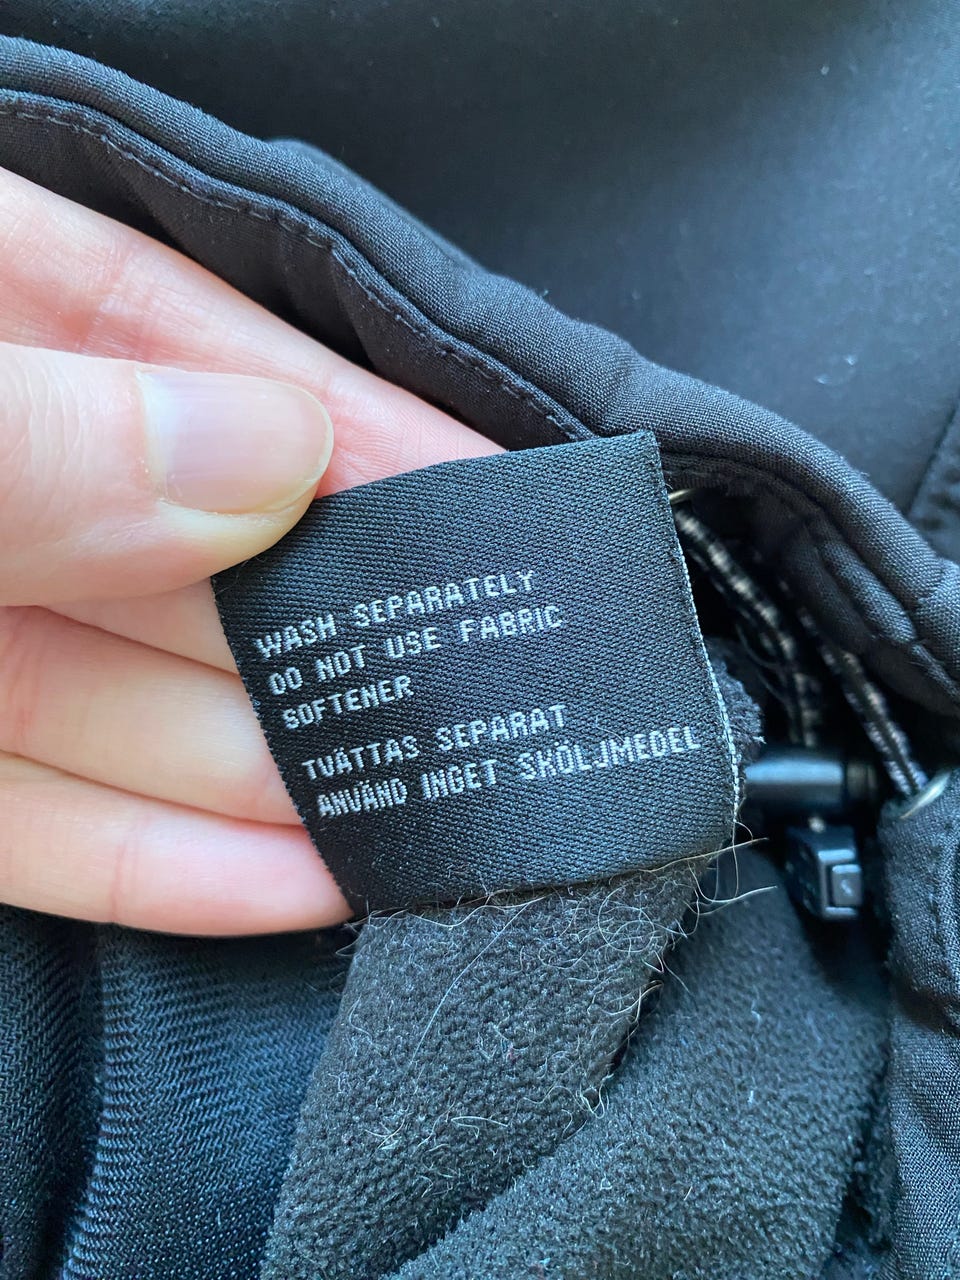 WASH SEPARATELY
DO NOT USE FABRIC
SOFTENER
TVÄTTAS SEPARAT
ANVÄND INGET SKÖLJMEDEL